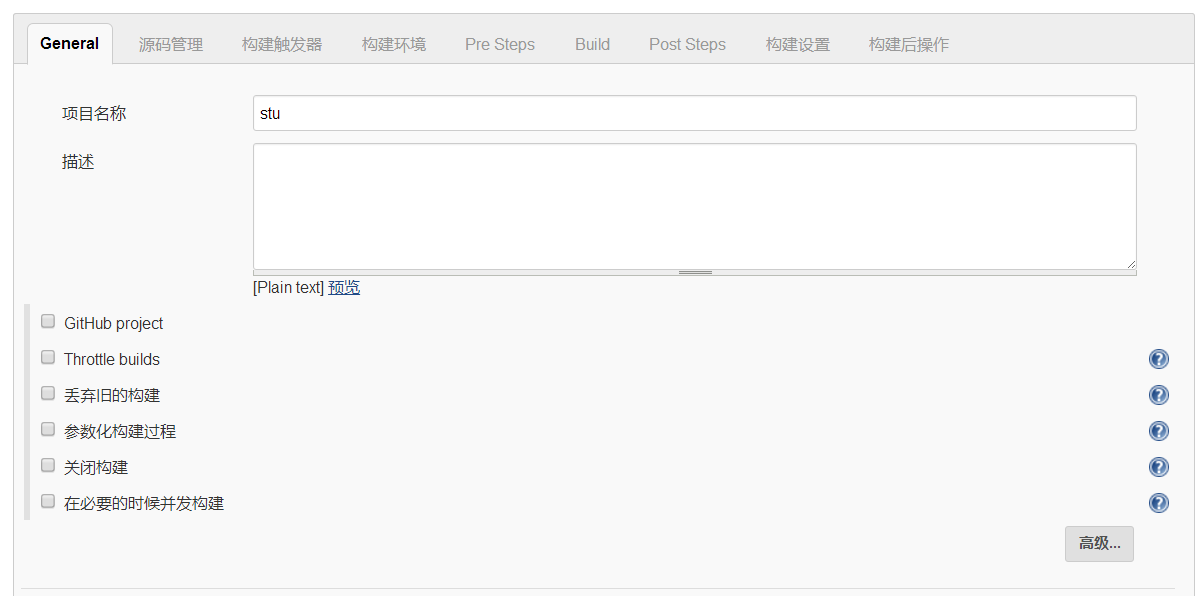 General 源码管理 构建触发器 构建环境 Pre Steps Build Post Steps 构建设置 构建后操作
项目名称 stu
描述
[Plain text] 预览
GitHub project
Throttle builds
丢弃旧的构建
参数化构建过程
关闭构建
在必要的时候并发构建
高级...